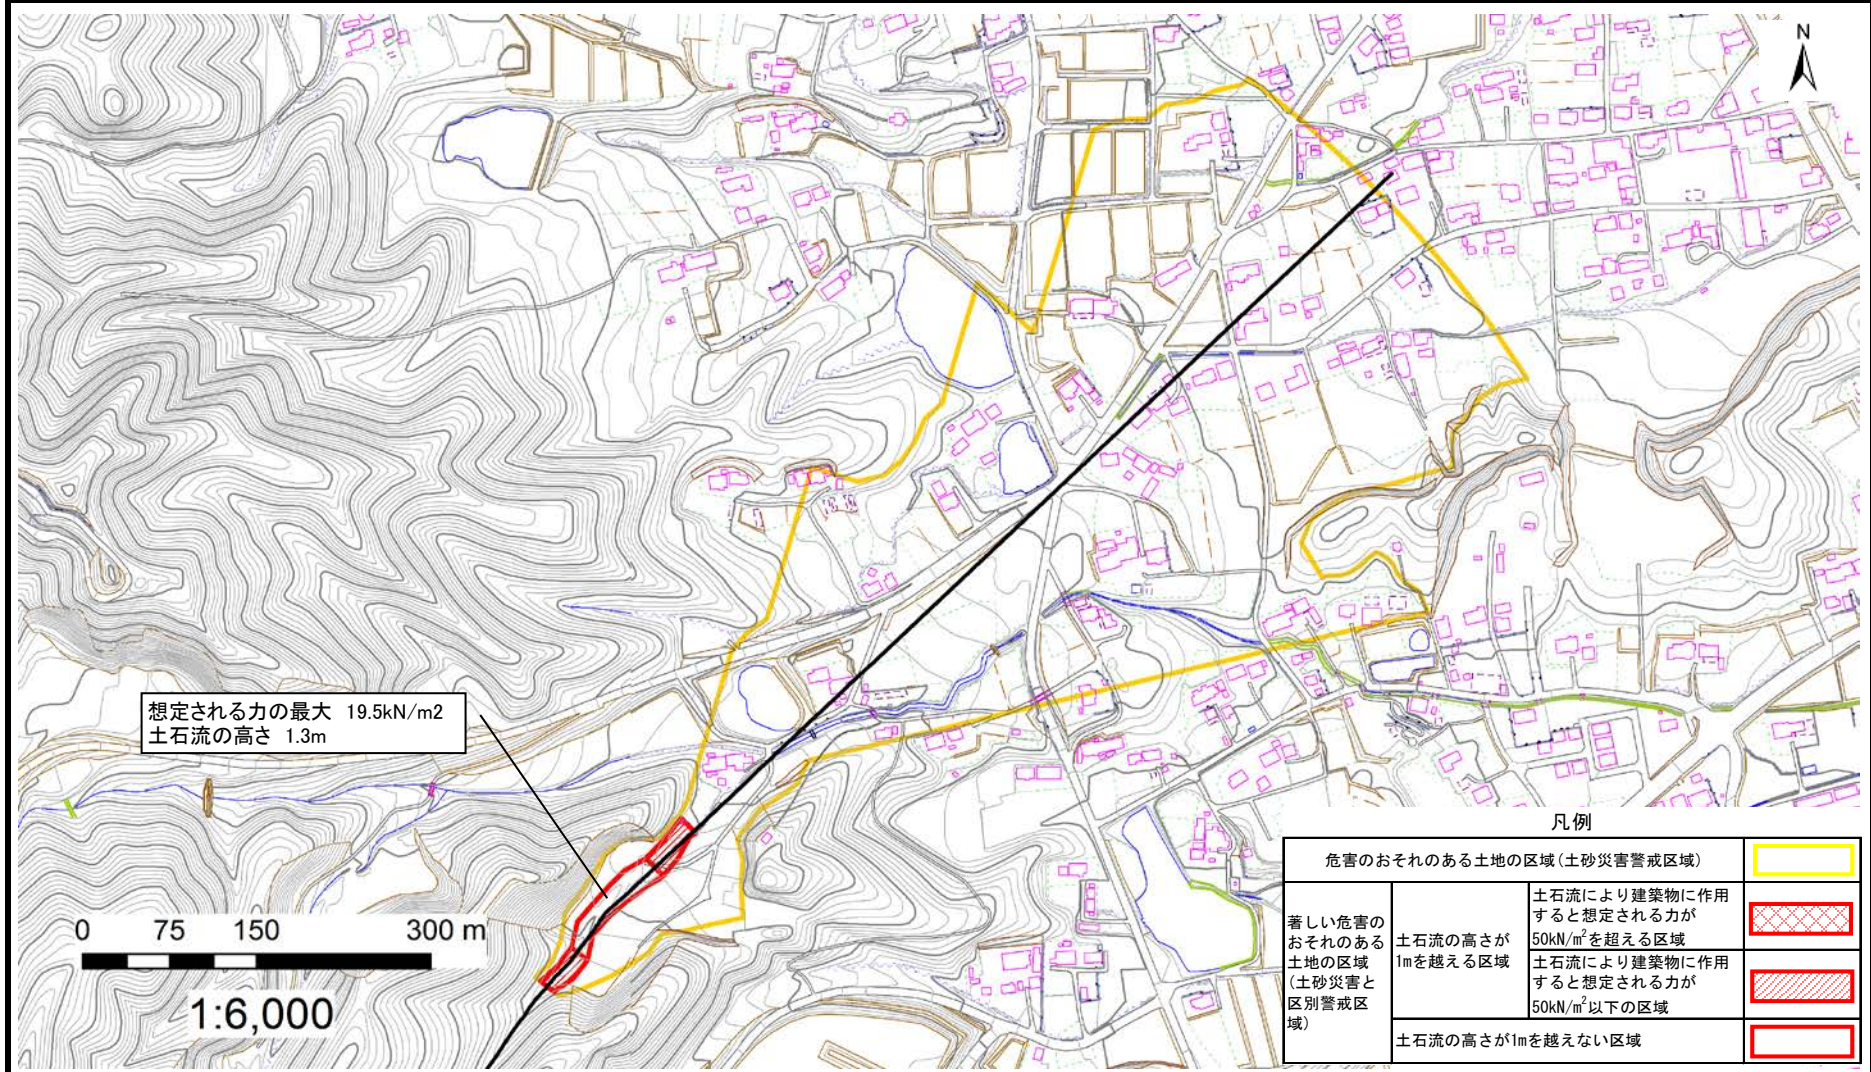 N
想定される力の最大 19.5kN/m2
土石流の高さ 1.3m
0 75 150 300 m
1:6,000
凡例
危害のおそれのある土地の区域(土砂災害警戒区域)
著しい危害の
おそれのある
土地の区域
(土砂災害と
区別警戒区
域)
土石流の高さが
1mを越える区域
土石流により建築物に作用
すると想定される力が
50kN/m²を超える区域
土石流により建築物に作用
すると想定される力が
50kN/m²以下の区域
土石流の高さが1mを越えない区域